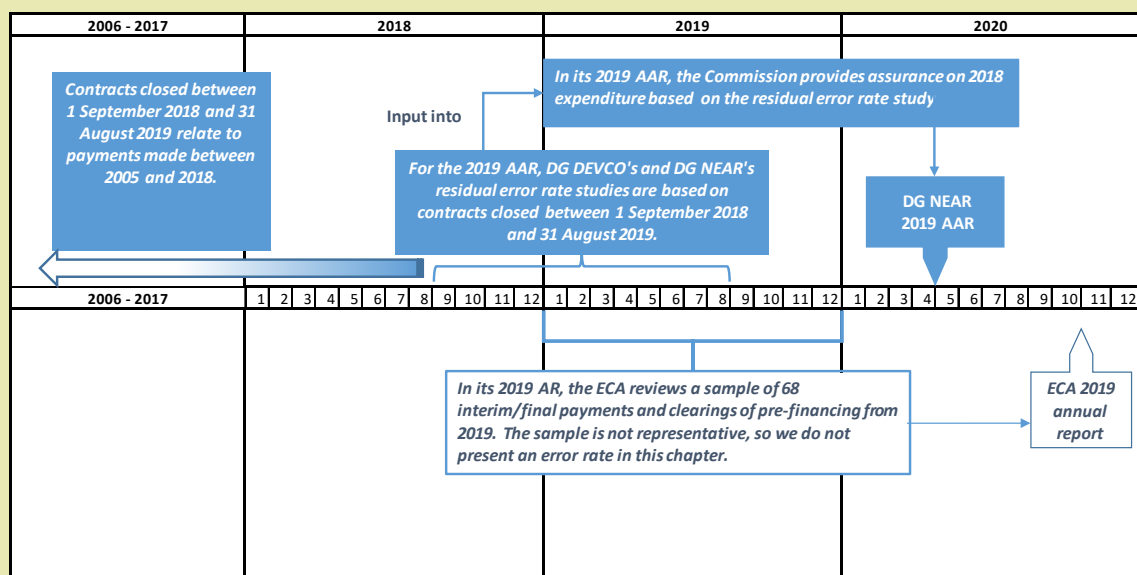 2006 - 2017 2018 2019 2020
Contracts closed between
1 September 2018 and 31
August 2019 relate to
payments made between
2005 and 2018.
In its 2019 AAR, the Commission provides assurance on 2018
expenditure based on the residual error rate study
Input into
For the 2019 AAR, DG DEVCO's and DG NEAR's
residual error rate studies are based on
contracts closed between 1 September 2018
and 31 August 2019.
DG NEAR
2019 AAR
2006 - 2017 1 2 3 4 5 6 7 8 9 10 11 12 1 2 3 4 5 6 7 8 9 10 11 12 1 2 3 4 5 6 7 8 9 10 11 12
In its 2019 AR, the ECA reviews a sample of 68
interim/final payments and clearings of pre-financing from
2019. The sample is not representative, so we do not
present an error rate in this chapter.
ECA 2019
annual
report